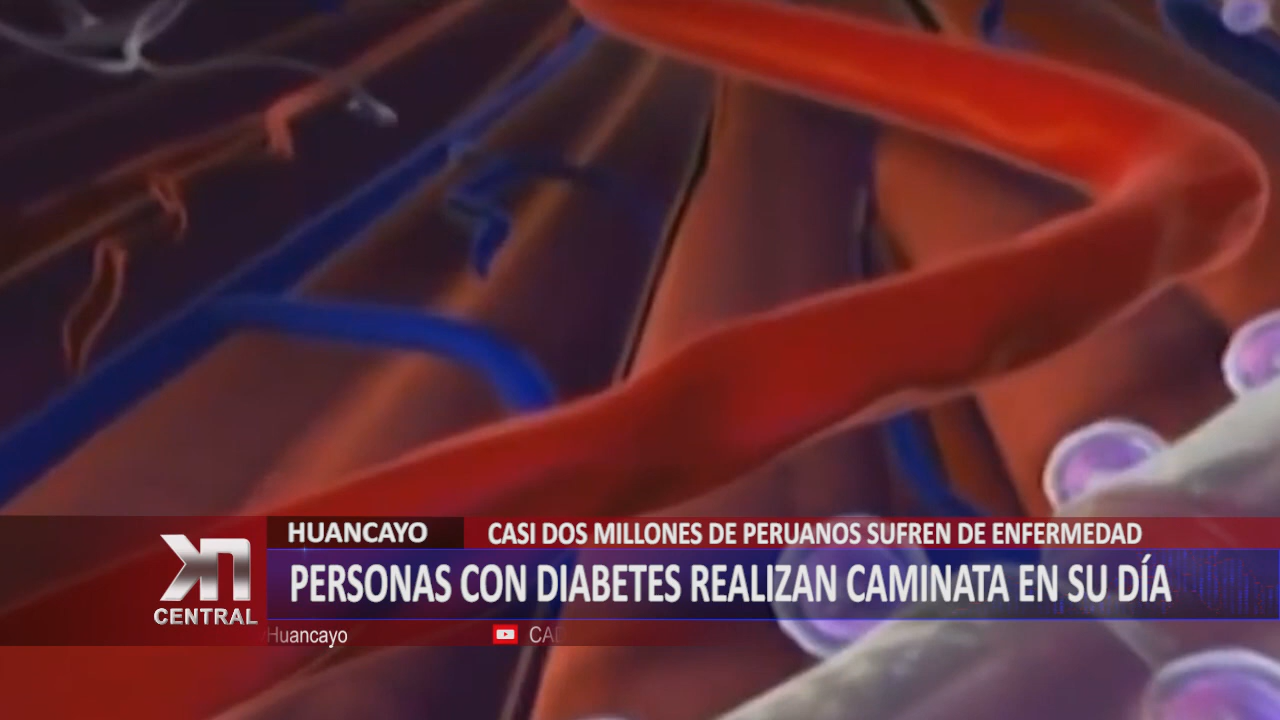 HUANCAYO
CASI DOS MILLONES DE PERUANOS SUFREN DE ENFERMEDAD
PERSONAS CON DIABETES REALIZAN CAMINATA EN SU DÍA
KN
CENTRAL
Huancayo